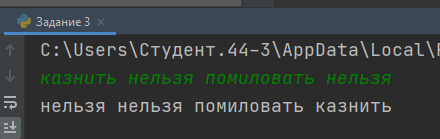 Задание 3
C:\Users\Студент.44-3\AppData\Local\
казнить нельзя помиловать нельзя
нельзя нельзя помиловать казнить